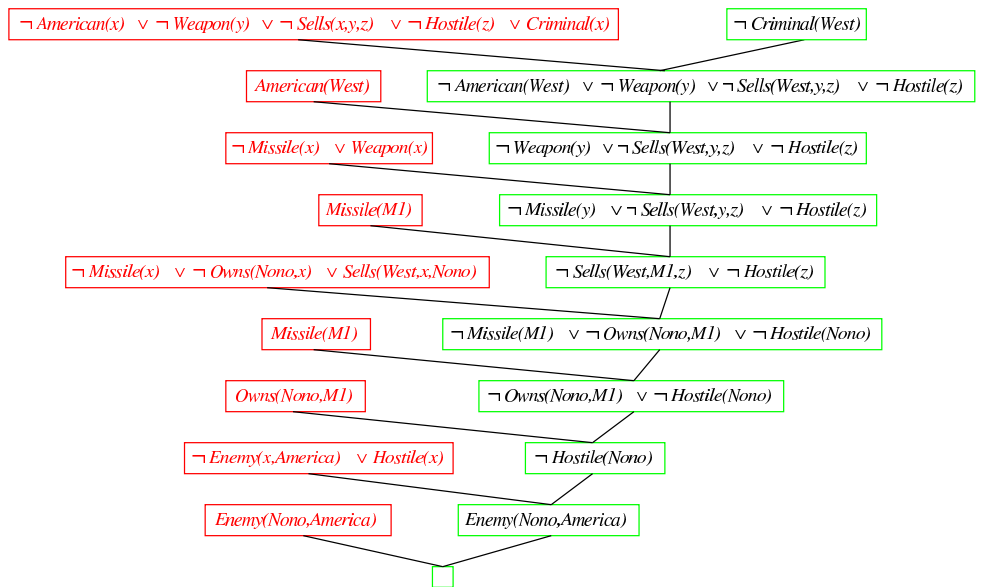 ¬ American(x) ∨ ¬ Weapon(y) ∨ ¬ Sells(x,y,z) ∨ ¬ Hostile(z) ∨ Criminal(x)
¬ Criminal(West)
American(West)
¬ American(West) ∨ ¬ Weapon(y) ∨ ¬ Sells(West,y,z) ∨ ¬ Hostile(z)
¬ Missile(x) ∨ Weapon(x)
¬ Weapon(y) ∨ ¬ Sells(West,y,z) ∨ ¬ Hostile(z)
Missile(M1)
¬ Missile(y) ∨ ¬ Sells(West,y,z) ∨ ¬ Hostile(z)
¬ Missile(x) ∨ ¬ Owns(Nono,x) ∨ Sells(West,x,Nono)
¬ Sells(West,M1,z) ∨ ¬ Hostile(z)
Missile(M1)
¬ Missile(M1) ∨ ¬ Owns(Nono,M1) ∨ ¬ Hostile(Nono)
Owns(Nono,M1)
¬ Owns(Nono,M1) ∨ ¬ Hostile(Nono)
¬ Enemy(x,America) ∨ Hostile(x)
¬ Hostile(Nono)
Enemy(Nono,America)
Enemy(Nono,America)